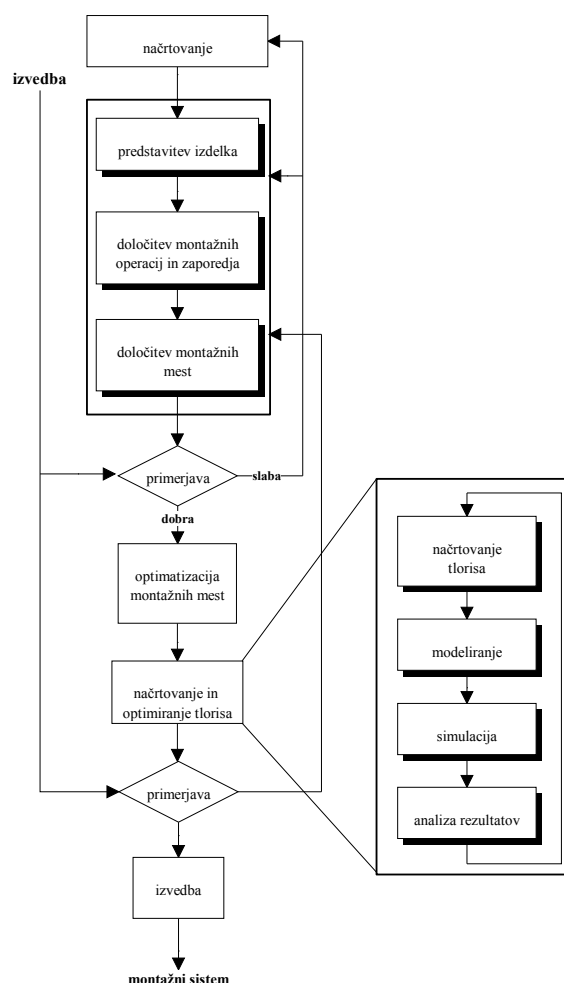 načrtovanje
izvedba
predstavitev izdelka
določitev montažnih
operacij in zaporedja
določitev montažnih
mest
primerjava
slaba
dobra
optimatizacija
montažnih mest
načrtovanje in
optimiranje tlorisa
primerjava
izvedba
montažni sistem
načrtovanje
tlorisa
modeliranje
simulacija
analiza rezultatov